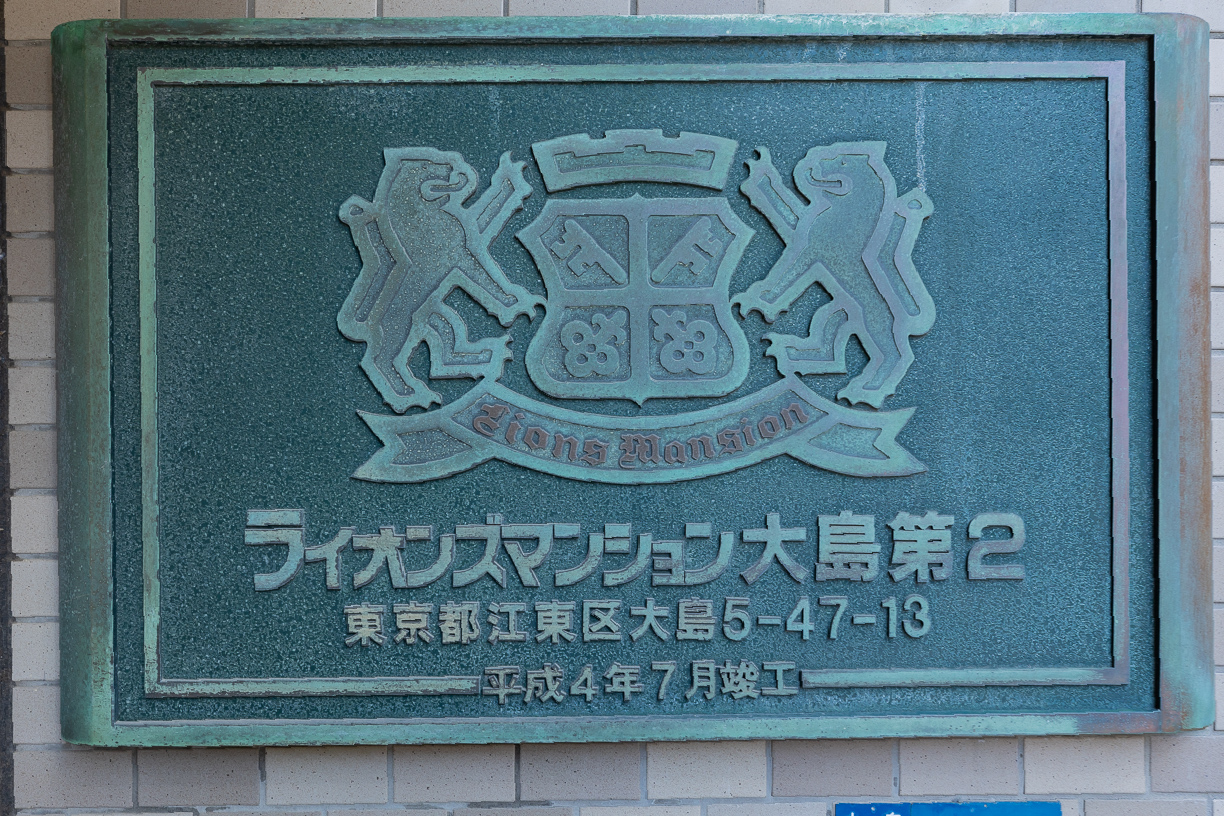 Lions Mansion
ライオンズマンション大島第2
東京都江東区大島5-47-13
平成4年7月竣工